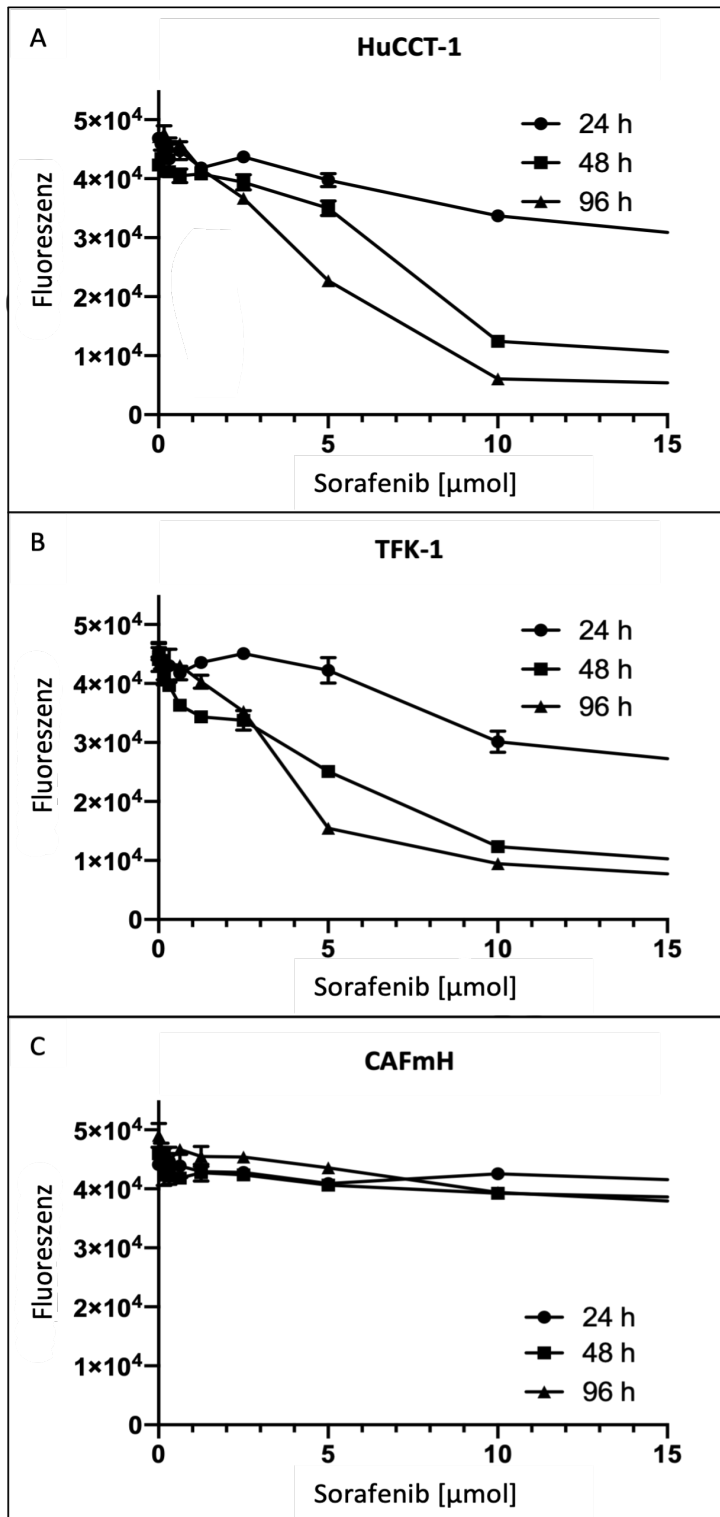 A
HuCCT-1
Fluoreszenz
5×10⁴
4×10⁴
3×10⁴
2×10⁴
1×10⁴
0
24 h
48 h
96 h
0 5 10 15
Sorafenib [µmol]
B
TFK-1
Fluoreszenz
5×10⁴
4×10⁴
3×10⁴
2×10⁴
1×10⁴
0
24 h
48 h
96 h
0 5 10 15
Sorafenib [µmol]
C
CAFmH
Fluoreszenz
5×10⁴
4×10⁴
3×10⁴
2×10⁴
1×10⁴
0
24 h
48 h
96 h
0 5 10 15
Sorafenib [µmol]